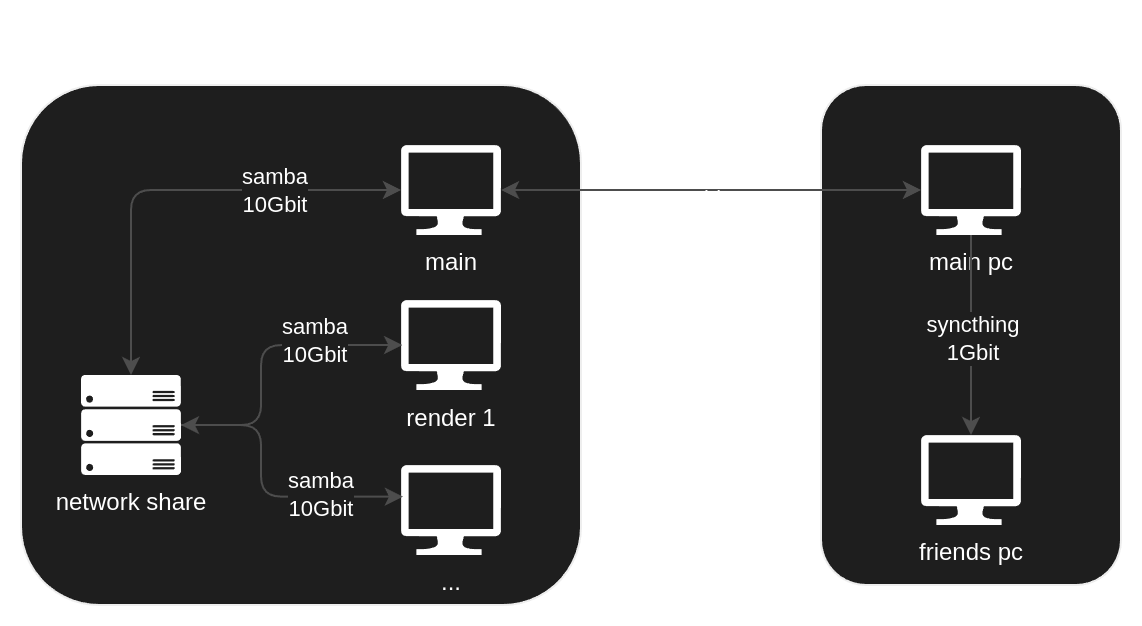 samba
10Gbit
main
samba
10Gbit
render 1
network share
samba
10Gbit
...
main pc
syncthing
1Gbit
friends pc